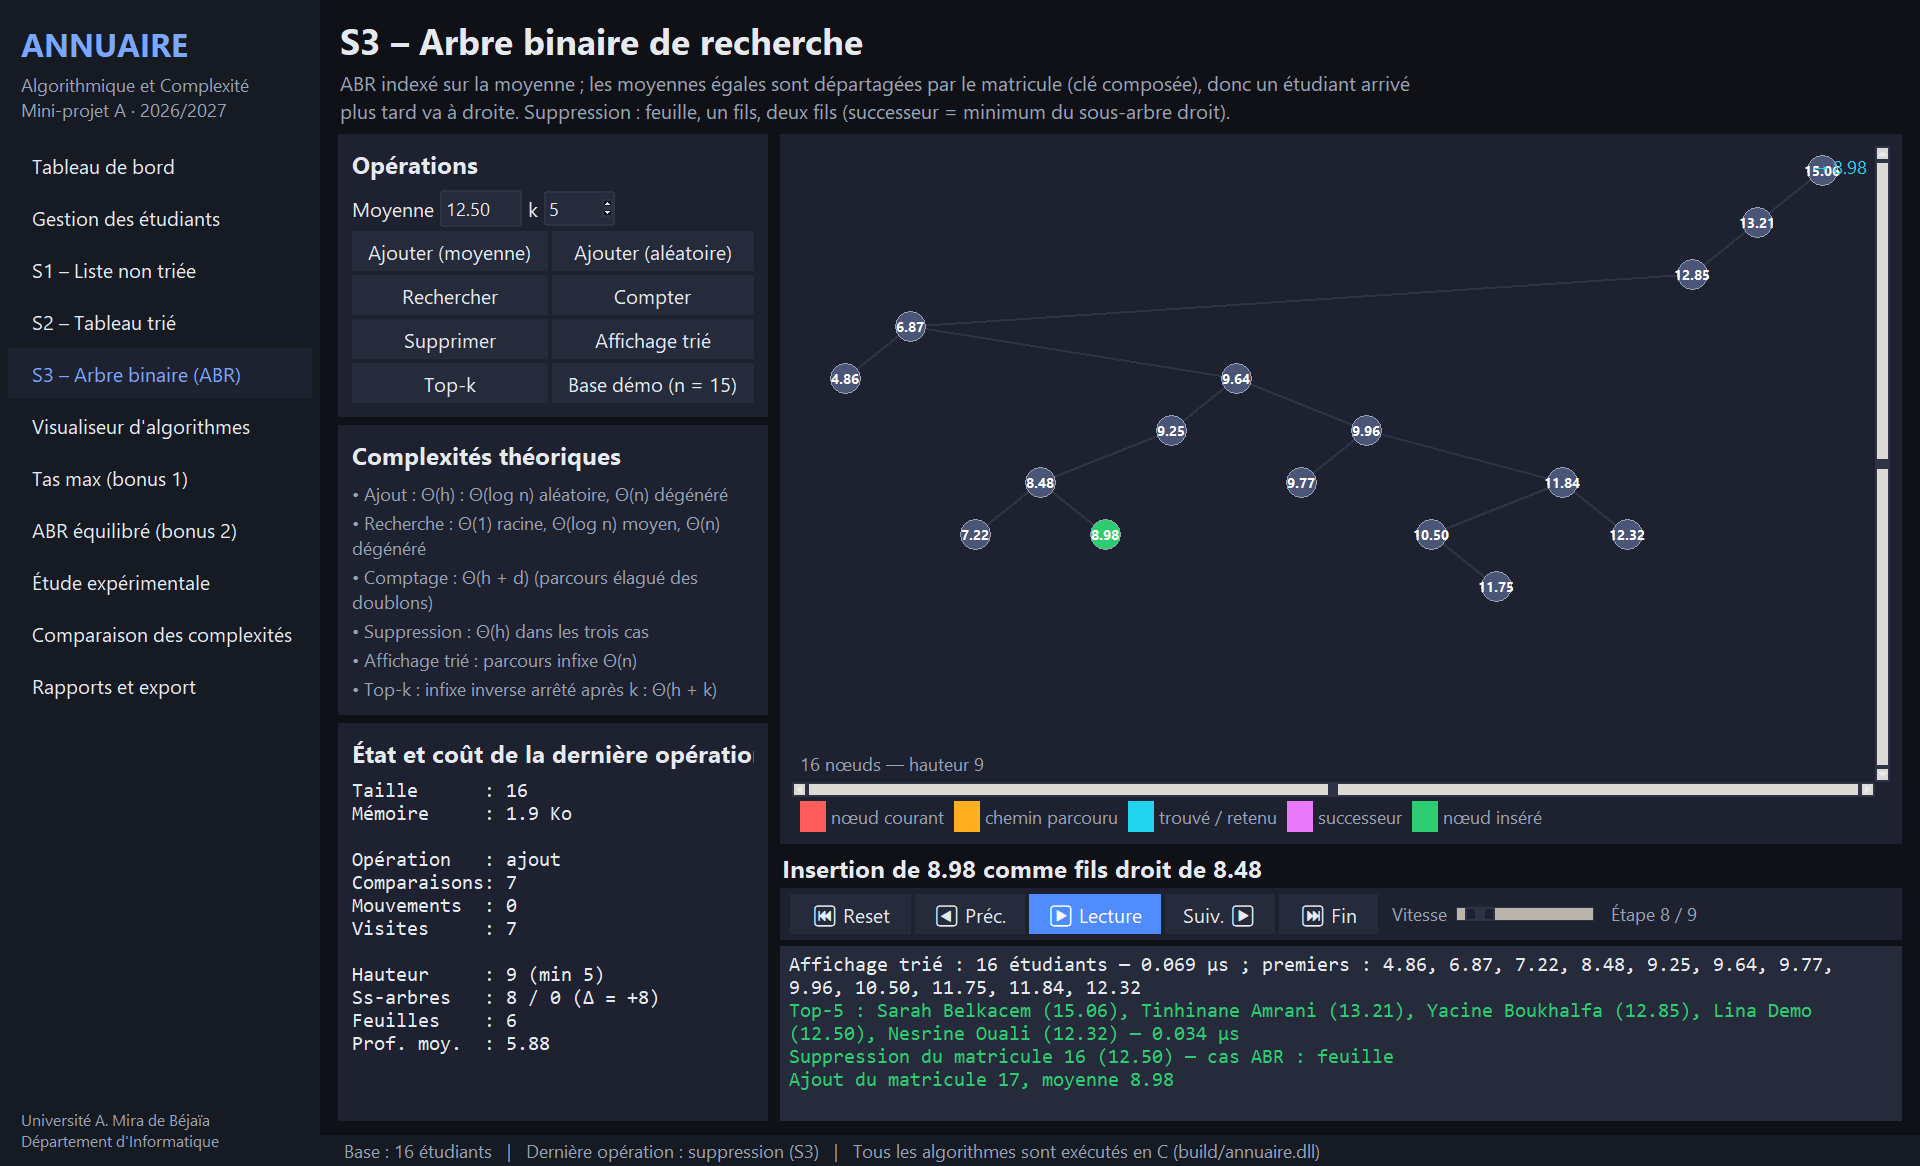 ANNUAIRE
Algorithmique et Complexité
Mini-projet A · 2026/2027
Tableau de bord
Gestion des étudiants
S1 – Liste non triée
S2 – Tableau trié
S3 – Arbre binaire (ABR)
Visualiseur d'algorithmes
Tas max (bonus 1)
ABR équilibré (bonus 2)
Étude expérimentale
Comparaison des complexités
Rapports et export
Université A. Mira de Béjaïa
Département d'Informatique
S3 – Arbre binaire de recherche
ABR indexé sur la moyenne ; les moyennes égales sont départagées par le matricule (clé composée), donc un étudiant arrivé
plus tard va à droite. Suppression : feuille, un fils, deux fils (successeur = minimum du sous-arbre droit).
Opérations
Moyenne 12.50 k 5
Ajouter (moyenne) Ajouter (aléatoire)
Rechercher Compter
Supprimer Affichage trié
Top-k Base démo (n = 15)
Complexités théoriques
• Ajout : Θ(h) : Θ(log n) aléatoire, Θ(n) dégénéré
• Recherche : Θ(1) racine, Θ(log n) moyen, Θ(n)
dégénéré
• Comptage : Θ(h + d) (parcours élagué des
doublons)
• Suppression : Θ(h) dans les trois cas
• Affichage trié : parcours infixe Θ(n)
• Top-k : infixe inverse arrêté après k : Θ(h + k)
État et coût de la dernière opération
Taille : 16
Mémoire : 1.9 Ko
Opération : ajout
Comparaisons: 7
Mouvements : 0
Visites : 7
Hauteur : 9 (min 5)
Ss-arbres : 8 / 0 (Δ = +8)
Feuilles : 6
Prof. moy. : 5.88
15.06 8.98
13.21
12.85
6.87
4.86 9.64
9.25 9.96
8.48 9.77 11.84
7.22 8.98 10.50 12.32
11.75
16 nœuds — hauteur 9
nœud courant chemin parcouru trouvé / retenu successeur nœud inséré
Insertion de 8.98 comme fils droit de 8.48
Reset Préc. Lecture Suiv. Fin Vitesse Étape 8 / 9
Affichage trié : 16 étudiants — 0.069 µs ; premiers : 4.86, 6.87, 7.22, 8.48, 9.25, 9.64, 9.77,
9.96, 10.50, 11.75, 11.84, 12.32
Top-5 : Sarah Belkacem (15.06), Tinhinane Amrani (13.21), Yacine Boukhalfa (12.85), Lina Demo
(12.50), Nesrine Ouali (12.32) — 0.034 µs
Suppression du matricule 16 (12.50) — cas ABR : feuille
Ajout du matricule 17, moyenne 8.98
Base : 16 étudiants | Dernière opération : suppression (S3) | Tous les algorithmes sont exécutés en C (build/annuaire.dll)